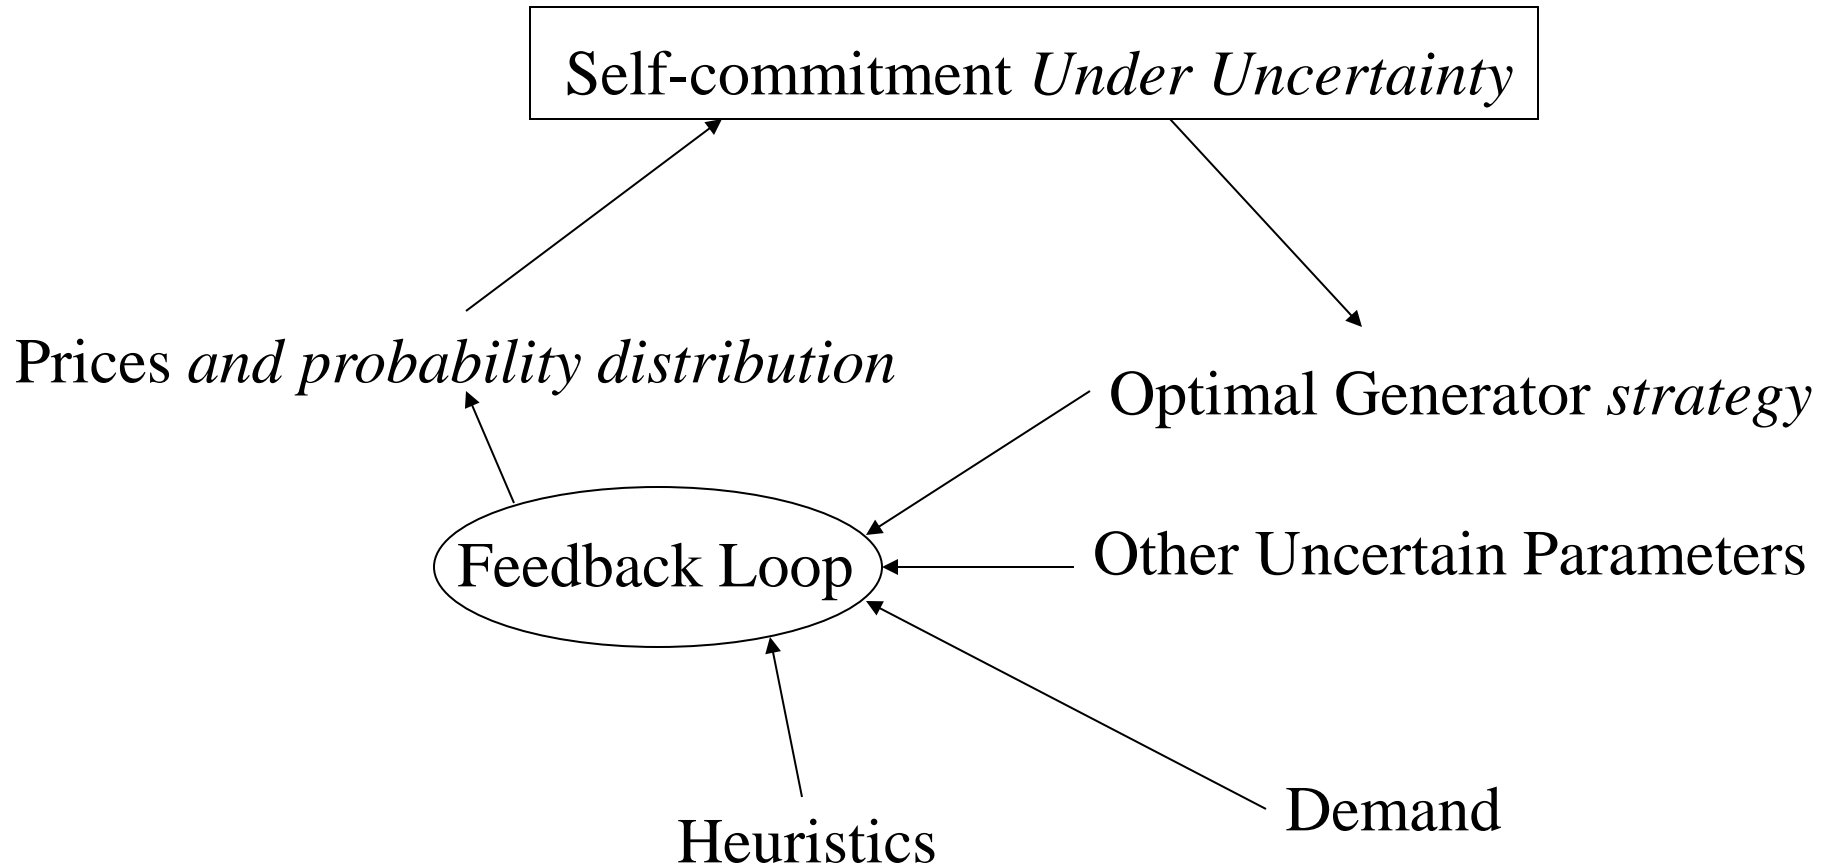 Self-commitment Under Uncertainty
Prices and probability distribution
Optimal Generator strategy
Feedback Loop
Other Uncertain Parameters
Demand
Heuristics